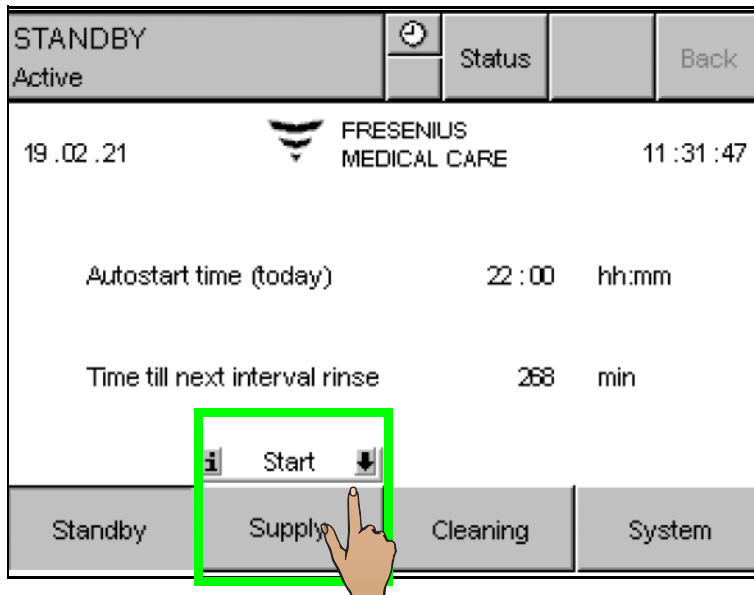 STANDBY
Active
Status
Back
19.02.21
FRESENIUS
MEDICAL CARE
11:31:47
Autostart time (today) 22:00 hh:mm
Time till next interval rinse 268 min
i Start
Standby Supply Cleaning System